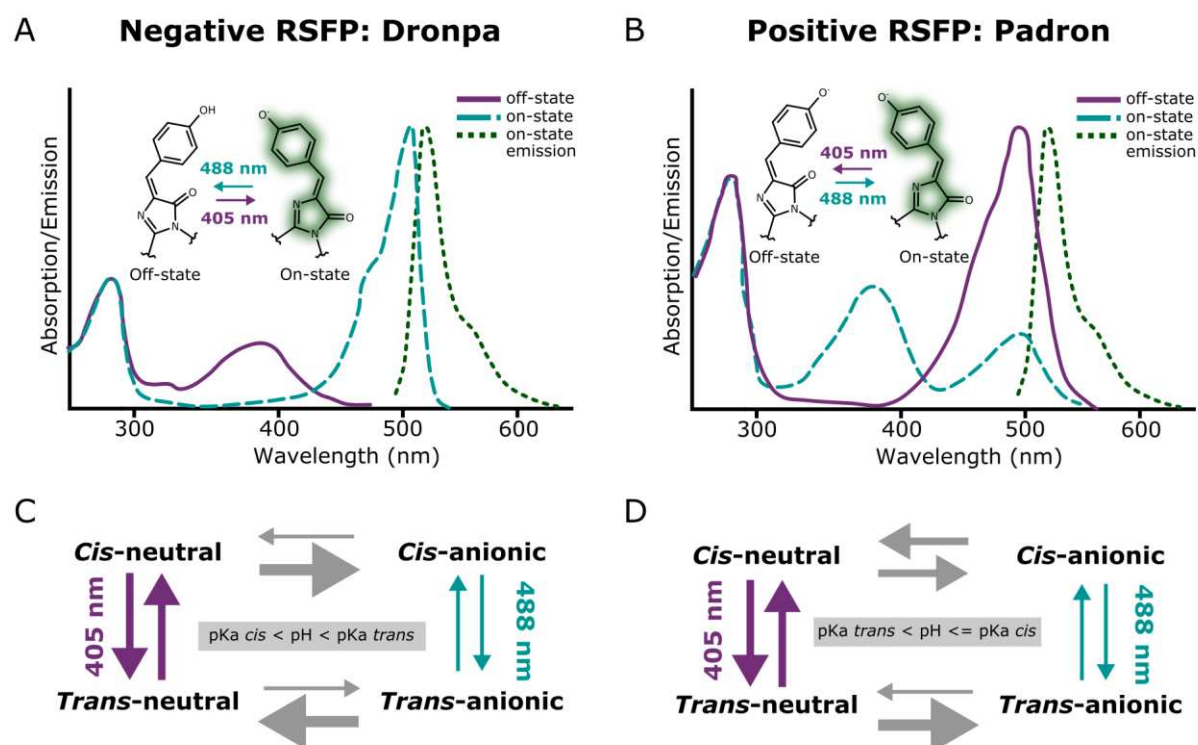 A
Negative RSFP: Dronpa
Absorption/Emission
off-state
on-state
on-state
emission
OH
O-
488 nm
405 nm
N
N
O
N
N
O
Off-state
On-state
300
400
500
600
Wavelength (nm)
B
Positive RSFP: Padron
Absorption/Emission
off-state
on-state
on-state
emission
O-
O-
405 nm
488 nm
N
N
O
N
N
O
Off-state
On-state
300
400
500
600
Wavelength (nm)
C
Cis-neutral
Cis-anionic
405 nm
pKa cis < pH < pKa trans
488 nm
Trans-neutral
Trans-anionic
D
Cis-neutral
Cis-anionic
405 nm
pKa trans < pH <= pKa cis
488 nm
Trans-neutral
Trans-anionic